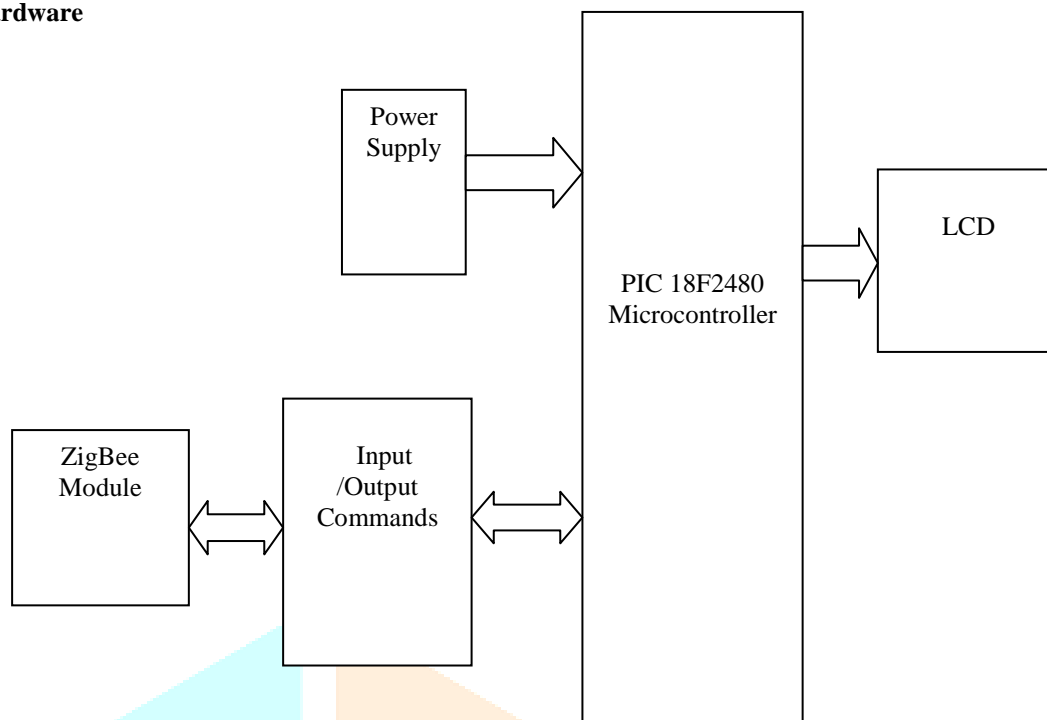 rdware
Power
Supply
LCD
PIC 18F2480
Microcontroller
ZigBee
Module
Input
/Output
Commands